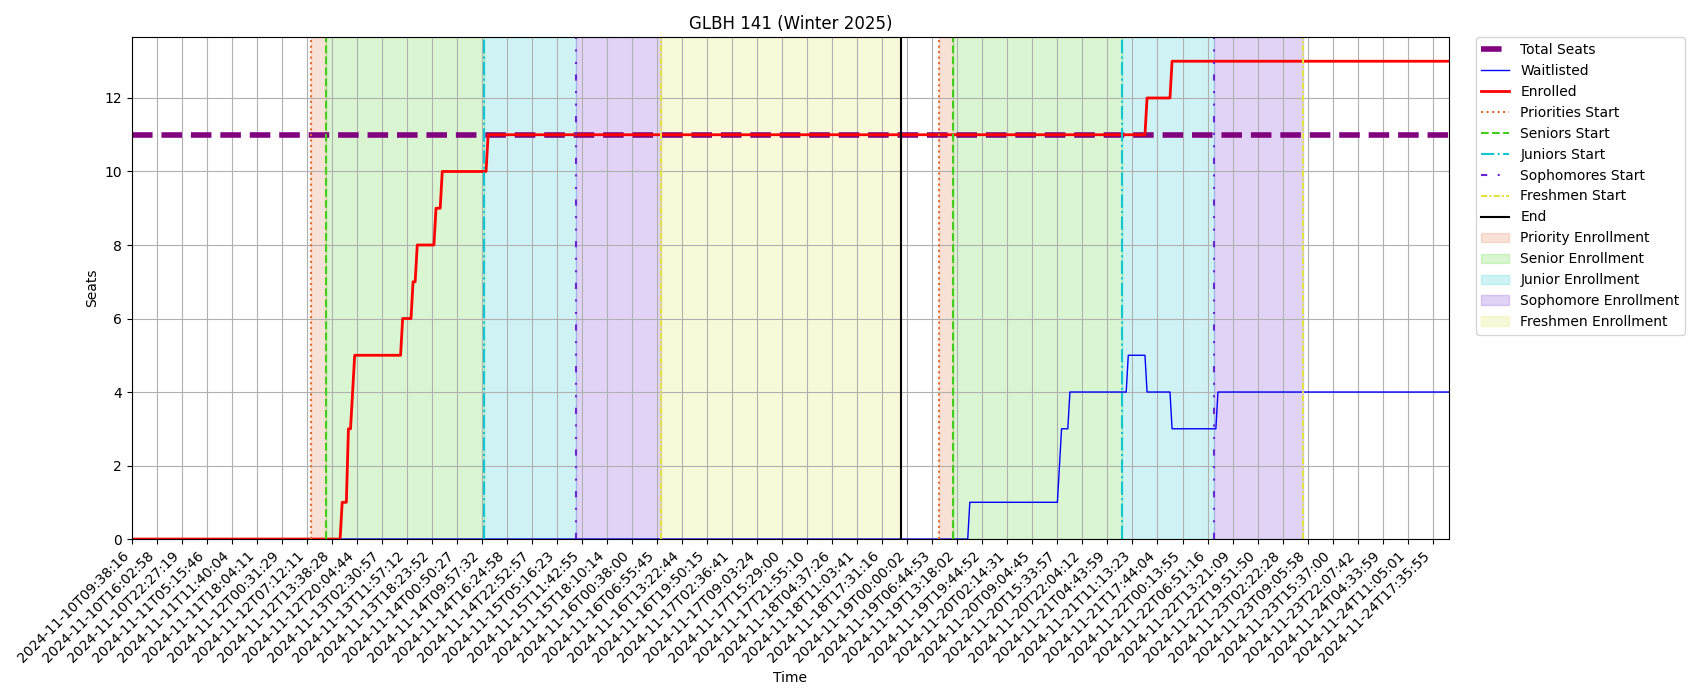 GLBH 141 (Winter 2025)
Seats
12
10
8
6
4
2
0
2024-11-10T09:38:16
2024-11-10T16:02:58
2024-11-10T22:27:19
2024-11-11T05:15:46
2024-11-11T11:40:04
2024-11-11T18:04:11
2024-11-12T00:31:29
2024-11-12T07:12:11
2024-11-12T13:38:28
2024-11-12T20:04:44
2024-11-13T02:30:57
2024-11-13T11:57:12
2024-11-13T18:23:52
2024-11-14T00:50:27
2024-11-14T09:57:32
2024-11-14T16:24:58
2024-11-14T22:52:57
2024-11-15T05:16:23
2024-11-15T11:42:55
2024-11-15T18:10:14
2024-11-16T00:38:00
2024-11-16T06:55:45
2024-11-16T13:22:44
2024-11-16T19:50:15
2024-11-17T02:36:41
2024-11-17T09:03:24
2024-11-17T15:29:00
2024-11-17T21:55:10
2024-11-18T04:37:26
2024-11-18T11:03:41
2024-11-18T17:31:16
2024-11-19T00:00:02
2024-11-19T06:44:53
2024-11-19T13:18:02
2024-11-19T19:44:52
2024-11-20T02:14:31
2024-11-20T09:04:45
2024-11-20T15:33:57
2024-11-20T22:04:12
2024-11-21T04:43:59
2024-11-21T11:13:23
2024-11-21T17:44:04
2024-11-22T00:13:55
2024-11-22T06:51:16
2024-11-22T13:21:09
2024-11-22T19:51:50
2024-11-23T02:22:28
2024-11-23T09:05:58
2024-11-23T15:37:00
2024-11-23T22:07:42
2024-11-24T04:33:59
2024-11-24T11:05:01
2024-11-24T17:35:55
Time
Total Seats
Waitlisted
Enrolled
Priorities Start
Seniors Start
Juniors Start
Sophomores Start
Freshmen Start
End
Priority Enrollment
Senior Enrollment
Junior Enrollment
Sophomore Enrollment
Freshmen Enrollment